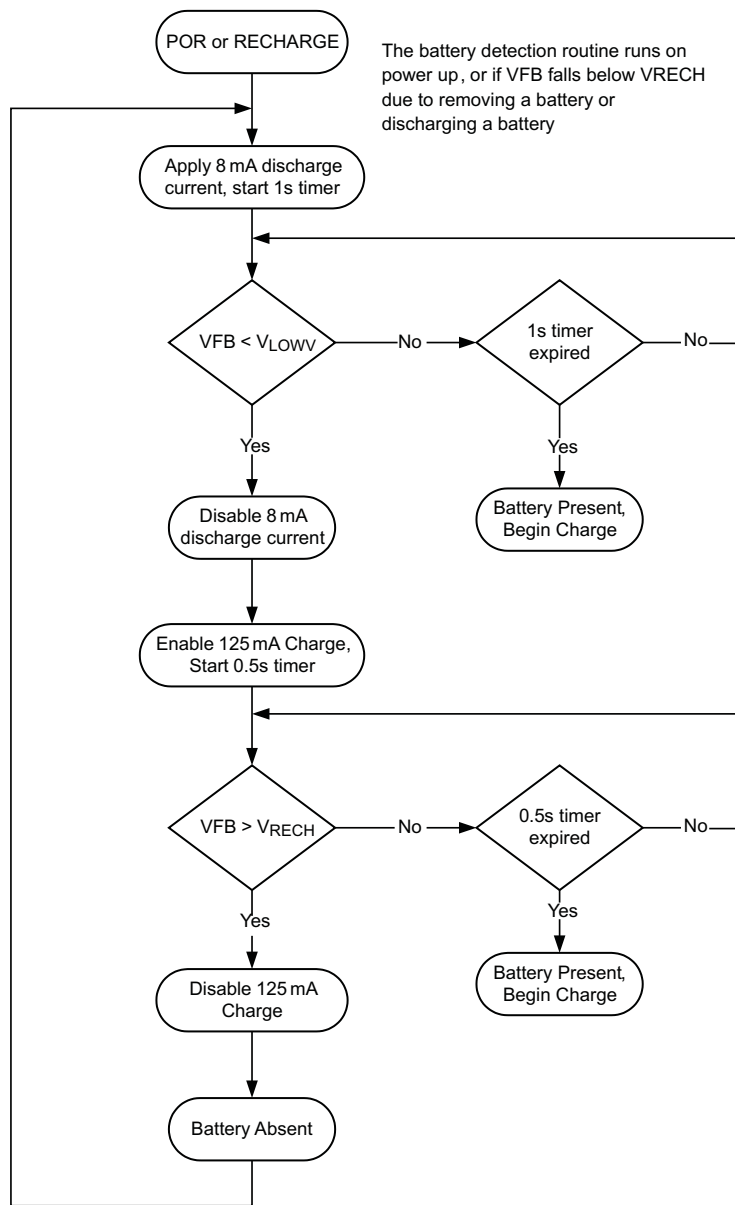 POR or RECHARGE
The battery detection routine runs on
power up, or if VFB falls below VRECH
due to removing a battery or
discharging a battery
Apply 8 mA discharge
current, start 1s timer
VFB < VLOWV
No
1s timer
expired
No
Yes
Yes
Disable 8 mA
discharge current
Battery Present,
Begin Charge
Enable 125 mA Charge,
Start 0.5s timer
VFB > VRECH
No
0.5s timer
expired
No
Yes
Yes
Disable 125 mA
Charge
Battery Present,
Begin Charge
Battery Absent